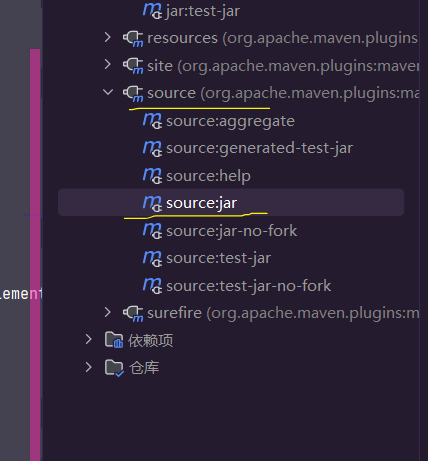 jar:test-jar
resources (org.apache.maven.plugins
site (org.apache.maven.plugins:maven
source (org.apache.maven.plugins:ma
source:aggregate
source:generated-test-jar
source:help
source:jar
source:jar-no-fork
lement
source:test-jar
source:test-jar-no-fork
surefire (org.apache.maven.plugins:m
依赖项
仓库